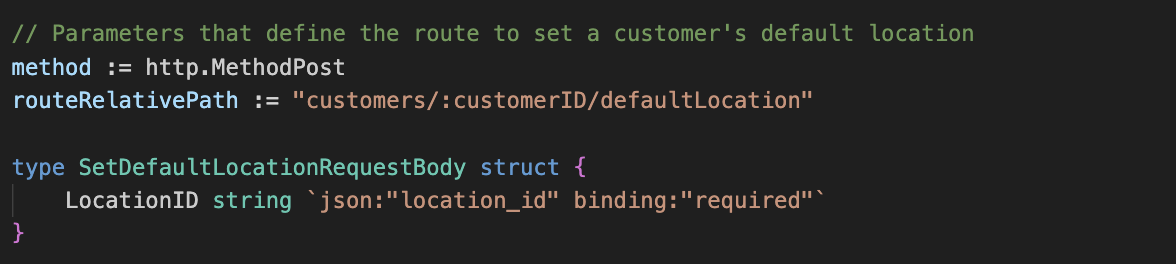 // Parameters that define the route to set a customer's default location
method := http.MethodPost
routeRelativePath := "customers/:customerID/defaultLocation"
type SetDefaultLocationRequestBody struct {
LocationID string `json:"location_id" binding:"required"`
}